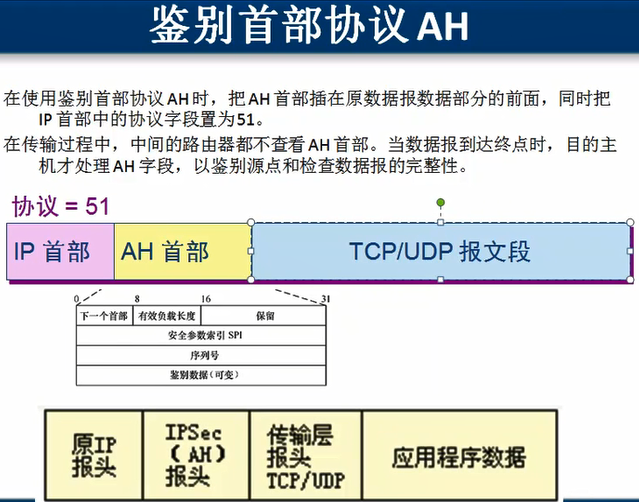 鉴别首部协议 AH
在使用鉴别首部协议 AH 时，把 AH 首部插在原数据报数据部分的前面，同时把
IP 首部中的协议字段置为51。
在传输过程中，中间的路由器都不查看 AH 首部。当数据报到达终点时，目的主
机才处理 AH 字段，以鉴别源点和检查数据报的完整性。
协议 = 51
IP 首部 AH 首部 TCP/UDP 报文段
0 8 16 31
下一个首部 有效负载长度 保留
安全参数索引 SPI
序列号
鉴别数据（可变）
原IP 报头
IPSec （AH） 报头
传输层 报头 TCP/UDP
应用程序数据